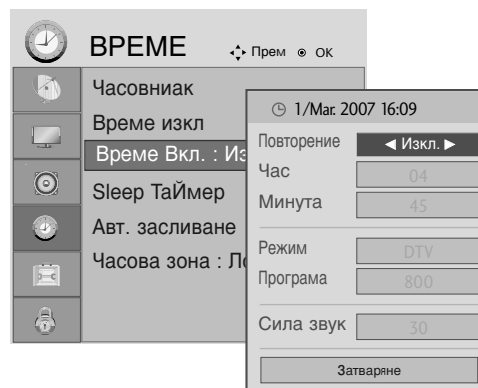 ВРЕМЕ
Прем ОК
Часовниак
Време изкл
Време Вкл. : Из
Sleep ТаЙмер
Авт. засливане
Часова зона : Ло
1/Mar. 2007 16:09
Повторение ◀ Изкл. ▶
Час 04
Минута 45
Режим DTV
Програма 800
Сила звук 30
Затваряне